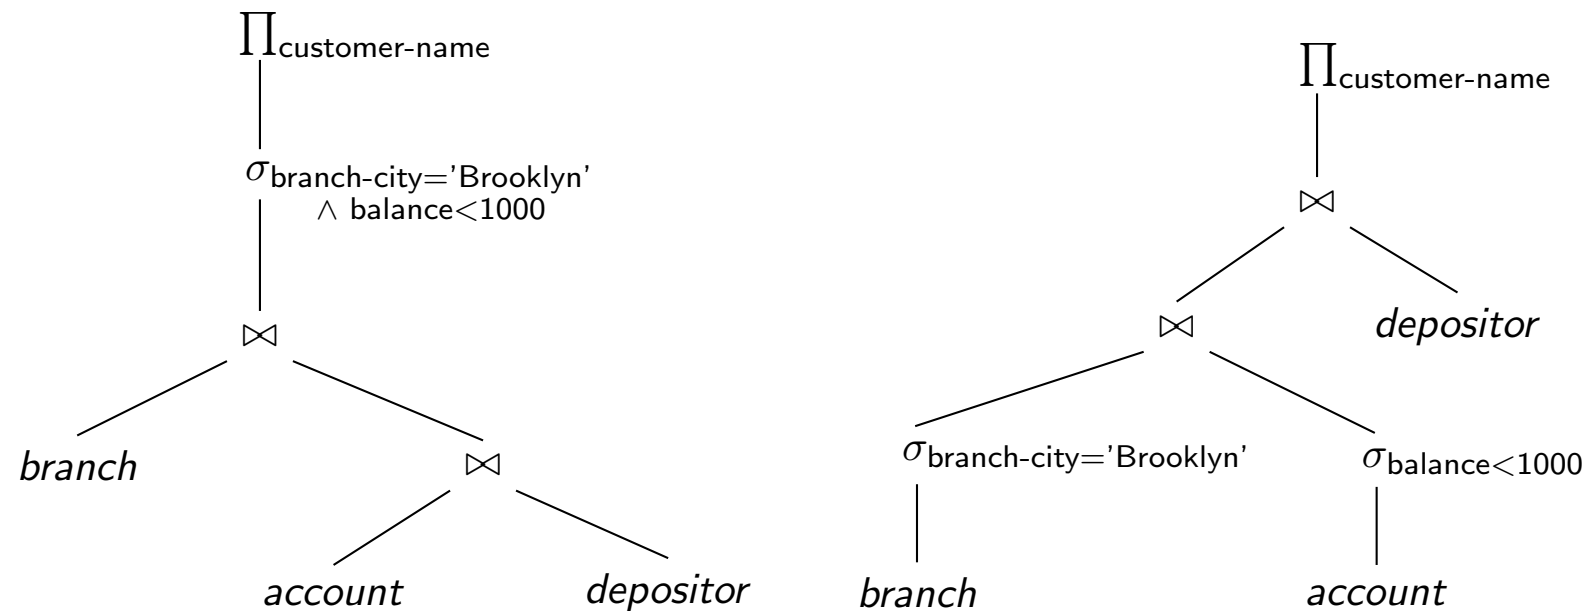 ∏customer-name
σbranch-city='Brooklyn'
∧ balance<1000
⋈
branch
⋈
account
depositor
∏customer-name
⋈
depositor
⋈
σbranch-city='Brooklyn'
σbalance<1000
branch
account